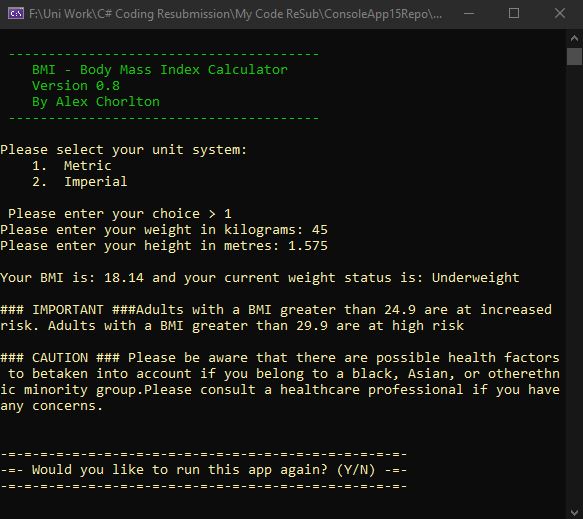 F:\Uni Work\C# Coding Resubmission\My Code ReSub\ConsoleApp15Repo\...
----------------------------------------
BMI - Body Mass Index Calculator
Version 0.8
By Alex Chorlton
----------------------------------------
Please select your unit system:
1.  Metric
2.  Imperial
Please enter your choice > 1
Please enter your weight in kilograms: 45
Please enter your height in metres: 1.575
Your BMI is: 18.14 and your current weight status is: Underweight
### IMPORTANT ###Adults with a BMI greater than 24.9 are at increased
risk. Adults with a BMI greater than 29.9 are at high risk
### CAUTION ### Please be aware that there are possible health factors
to betaken into account if you belong to a black, Asian, or otherethn
ic minority group.Please consult a healthcare professional if you have
any concerns.
-=-=-=-=-=-=-=-=-=-=-=-=-=-=-=-=-=-=-=-=-=-=-=-=-=-
-=- Would you like to run this app again? (Y/N) -=-
-=-=-=-=-=-=-=-=-=-=-=-=-=-=-=-=-=-=-=-=-=-=-=-=-=-